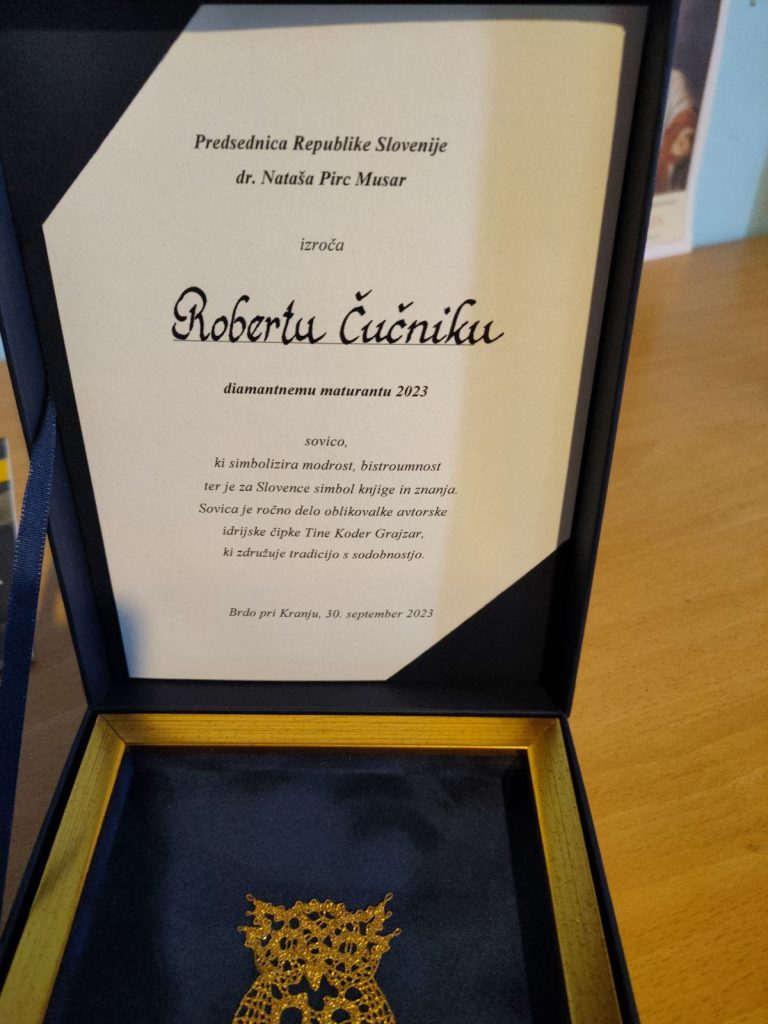 Predsednica Republike Slovenije
dr. Nataša Pirc Musar
izroča
Robertu Čučniku
diamantnemu maturantu 2023
sovico,
ki simbolizira modrost, bistroumnost
ter je za Slovence simbol knjige in znanja.
Sovica je ročno delo oblikovalke avtorske
idrijske čipke Tine Koder Grajzar,
ki združuje tradicijo s sodobnostjo.
Brdo pri Kranju, 30. september 2023